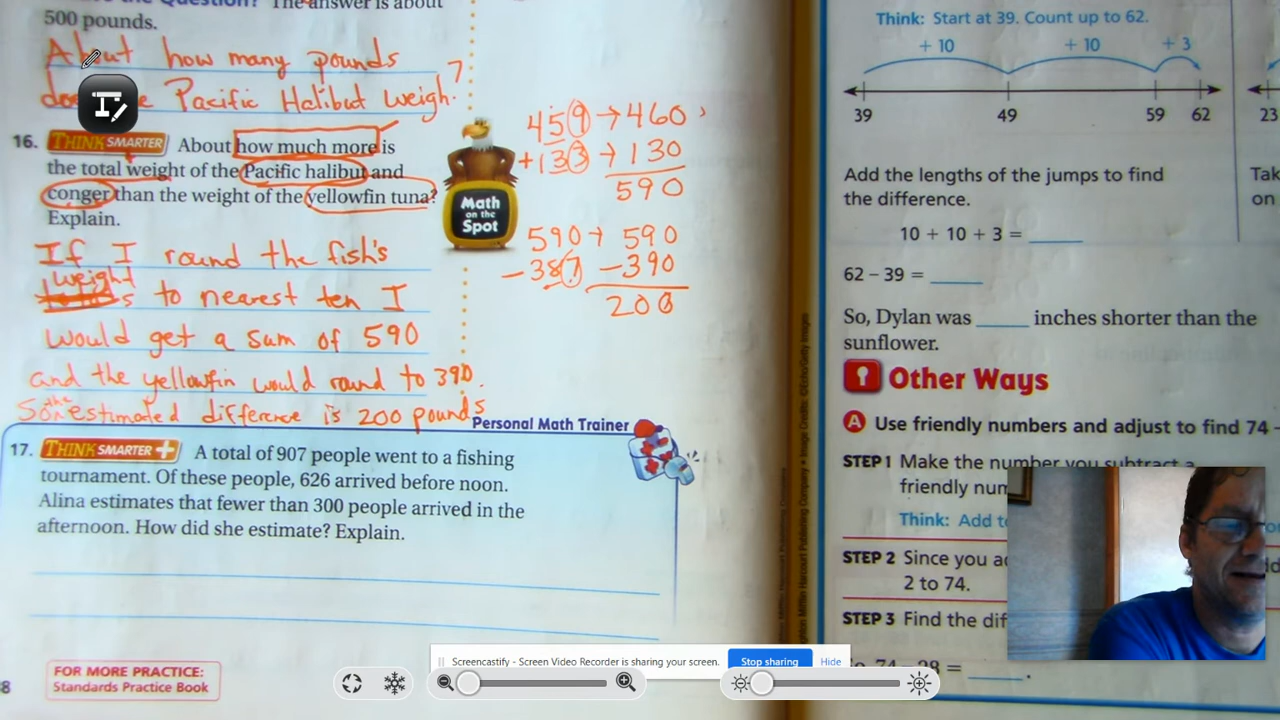 The answer is about
500 pounds.
About how many pounds
Pacific Halibut weigh?
16. THINK SMARTER About how much more is
the total weight of the Pacific halibut and
conger than the weight of the yellowfin tuna?
Explain.
If I round the fish's
weight
to nearest ten I
would get a sum of 590
and the yellowfin would round to 390.
So the estimated difference is 200 pounds
459 → 460
+133 → 130
590
590 → 590
-387 -390
200
Math
on the
Spot
Personal Math Trainer
17. THINK SMARTER + A total of 907 people went to a fishing
tournament. Of these people, 626 arrived before noon.
Alina estimates that fewer than 300 people arrived in the
afternoon. How did she estimate? Explain.
FOR MORE PRACTICE:
Standards Practice Book
8
Think: Start at 39. Count up to 62.
+ 10 + 10 + 3
39 49 59 62 23
Add the lengths of the jumps to find
the difference.
10 + 10 + 3 = ____
62 – 39 = ____
So, Dylan was ____ inches shorter than the
sunflower.
Tak
on
Other Ways
A Use friendly numbers and adjust to find 74 –
STEP 1 Make the number you subtract a
friendly num
Think: Add t
STEP 2 Since you a
2 to 74.
STEP 3 Find the dif
Screencastify - Screen Video Recorder is sharing your screen. Stop sharing Hide